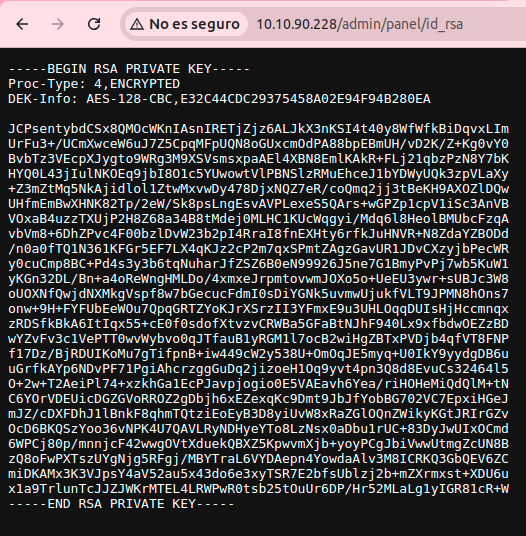 No es seguro 10.10.90.228/admin/panel/id_rsa
-----BEGIN RSA PRIVATE KEY-----
Proc-Type: 4,ENCRYPTED
DEK-Info: AES-128-CBC,E32C44CDC29375458A02E94F94B280EA
JCPsentybdCSx8QMOcWKnIAsnIRETjZjz6ALJkX3nKSI4t40y8WfWfkBiDqvxLIm
UrFu3+/UCmXwceW6uJ7Z5CpqMFpUQN8oGUxcmOdPA88bpEBmUH/vD2K/Z+Kg0vY0
BvbTz3VEcpXJygto9WRg3M9XSVsmsxpaAEl4XBN8EmlKAkR+FLj21qbzPzN8Y7bK
HYQ0L43jIulNKOEq9jbI8O1c5YUwowtVlPBNSlzRMuEhceJ1bYDWyUQk3zpVLaXy
+Z3mZtMq5NkAjidlol1ZtwMxvwDy478DjxNQZ7eR/coQmq2jj3tBeKH9AXOZlDQw
UHfmEmBwXHNK82Tp/2eW/Sk8psLngEsvAVPLexeS5QArs+wGPZp1cpV1iSc3AnVB
VOxaB4uzzTXUjP2H8Z68a34B8tMdej0MLHC1KUcWqgyi/Mdq6l8HeolBMUbcFzqA
vbVm8+6DhZPvc4F00bzlDvW23b2pI4RraI8fnEXHty6rfkJuHNVR+N8ZdaYZBODd
/n0a0fTQ1N361KFGr5EF7LX4qKJz2cP2m7qxSPmtZAgzGavUR1JDvCXzyjbPecWR
y0cuCmp8BC+Pd4s3y3b6tqNuharJfZSZ6B0eN99926J5ne7G1BmyPvPj7wb5KuW1
yKGn32DL/Bn+a4oReWngHMLDo/4xmxeJrpmtovwmJOXo5o+UeEU3ywr+sUBJc3W8
oUOXNfQwjdNXMkgVspf8w7bGecucFdmI0sDiYGNk5uvmwUjukfVLT9JPMN8hOns7
onw+9H+FYFUbEeWOu7QpqGRTZYoKJrXSrzII3YFmxE9u3UHLOqqDUIsHjHccmnqx
zRDSfkBkA6ItIqx55+cE0f0sdofXtvzvCRWBa5GFaBtNJhF940Lx9xfbdwOEZzBD
wYZvFv3c1VePTT0wvWybvo0qJTfauB1yRGM1l7ocB2wiHgZBTxPVDjb4qfVT8FNP
f17Dz/BjRDUIKoMu7gTifpnB+iw449cW2y538U+OmOqJE5myq+U0IkY9yydgDB6u
uGrfkAYp6NDvPF71PgiAhcrzggGuDq2jizoeH1Oq9yvt4pn3Q8d8EvuCs32464l5
O+2w+T2AeiPl74+xzkhGa1EcPJavpjogio0E5VAEavh6Yea/riHOHeMiQdQlM+tN
C6YOrVDEUicDGZGVoRROZ2gDbjh6xEZexqKc9Dmt9JbJfYobBG702VC7EpxiHGeJ
mJZ/cDXFDhJ1lBnkF8qhmTQtziEoEyB3D8yiUvW8xRaZGlOQnZWikyKGtJRIrGZv
OcD6BKQSzYoo36vNPK4U7QAVLRyNDHyeYTo8LzNsx0aDbu1rUC+83DyJwUIxOCmd
6WPCj80p/mnnjcF42wwgOVtXduekQBXZ5KpwvmXjb+yoyPCgJbiVwwUtmgZcUN8B
zQ8oFwPXTszUYgNjg5RFgj/MBYTraL6VYDAepn4YowdaAlv3M8ICRKQ3GbQEV6ZC
miDKAMx3K3VJpsY4aV52au5x43do6e3xyTSR7E2bfsUblzj2b+mZXrmxst+XDU6u
x1a9TrlunTcJJZJWKrMTEL4LRWPwR0tsb25tOuUr6DP/Hr52MLaLg1yIGR81cR+W
-----END RSA PRIVATE KEY-----